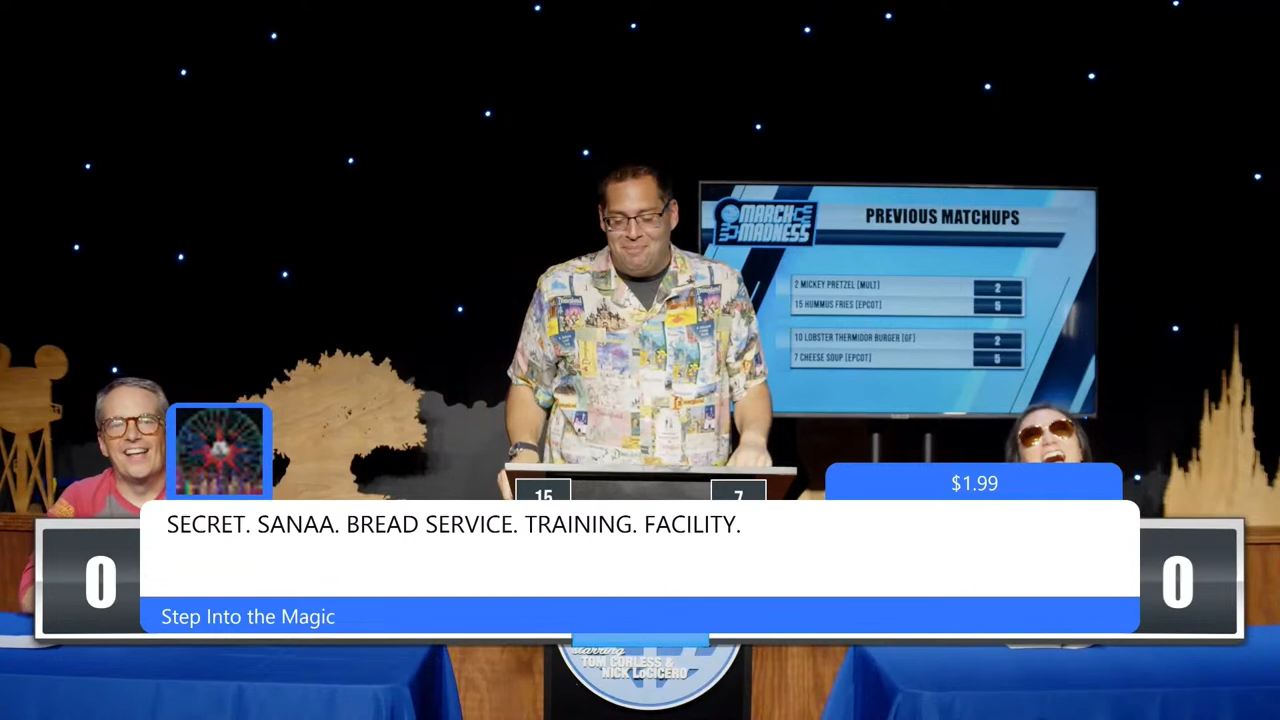 MARCH
MADNESS
PREVIOUS MATCHUPS
2 MICKEY PRETZEL [MULT] 2
15 HUMMUS FRIES [EPCOT] 5
10 LOBSTER THERMIDOR BURGER [GF] 2
7 CHEESE SOUP [EPCOT] 5
15 7
$1.99
SECRET. SANAA. BREAD SERVICE. TRAINING. FACILITY.
Step Into the Magic
0 0
starring
TOM CORLESS &
NICK LoCICERO